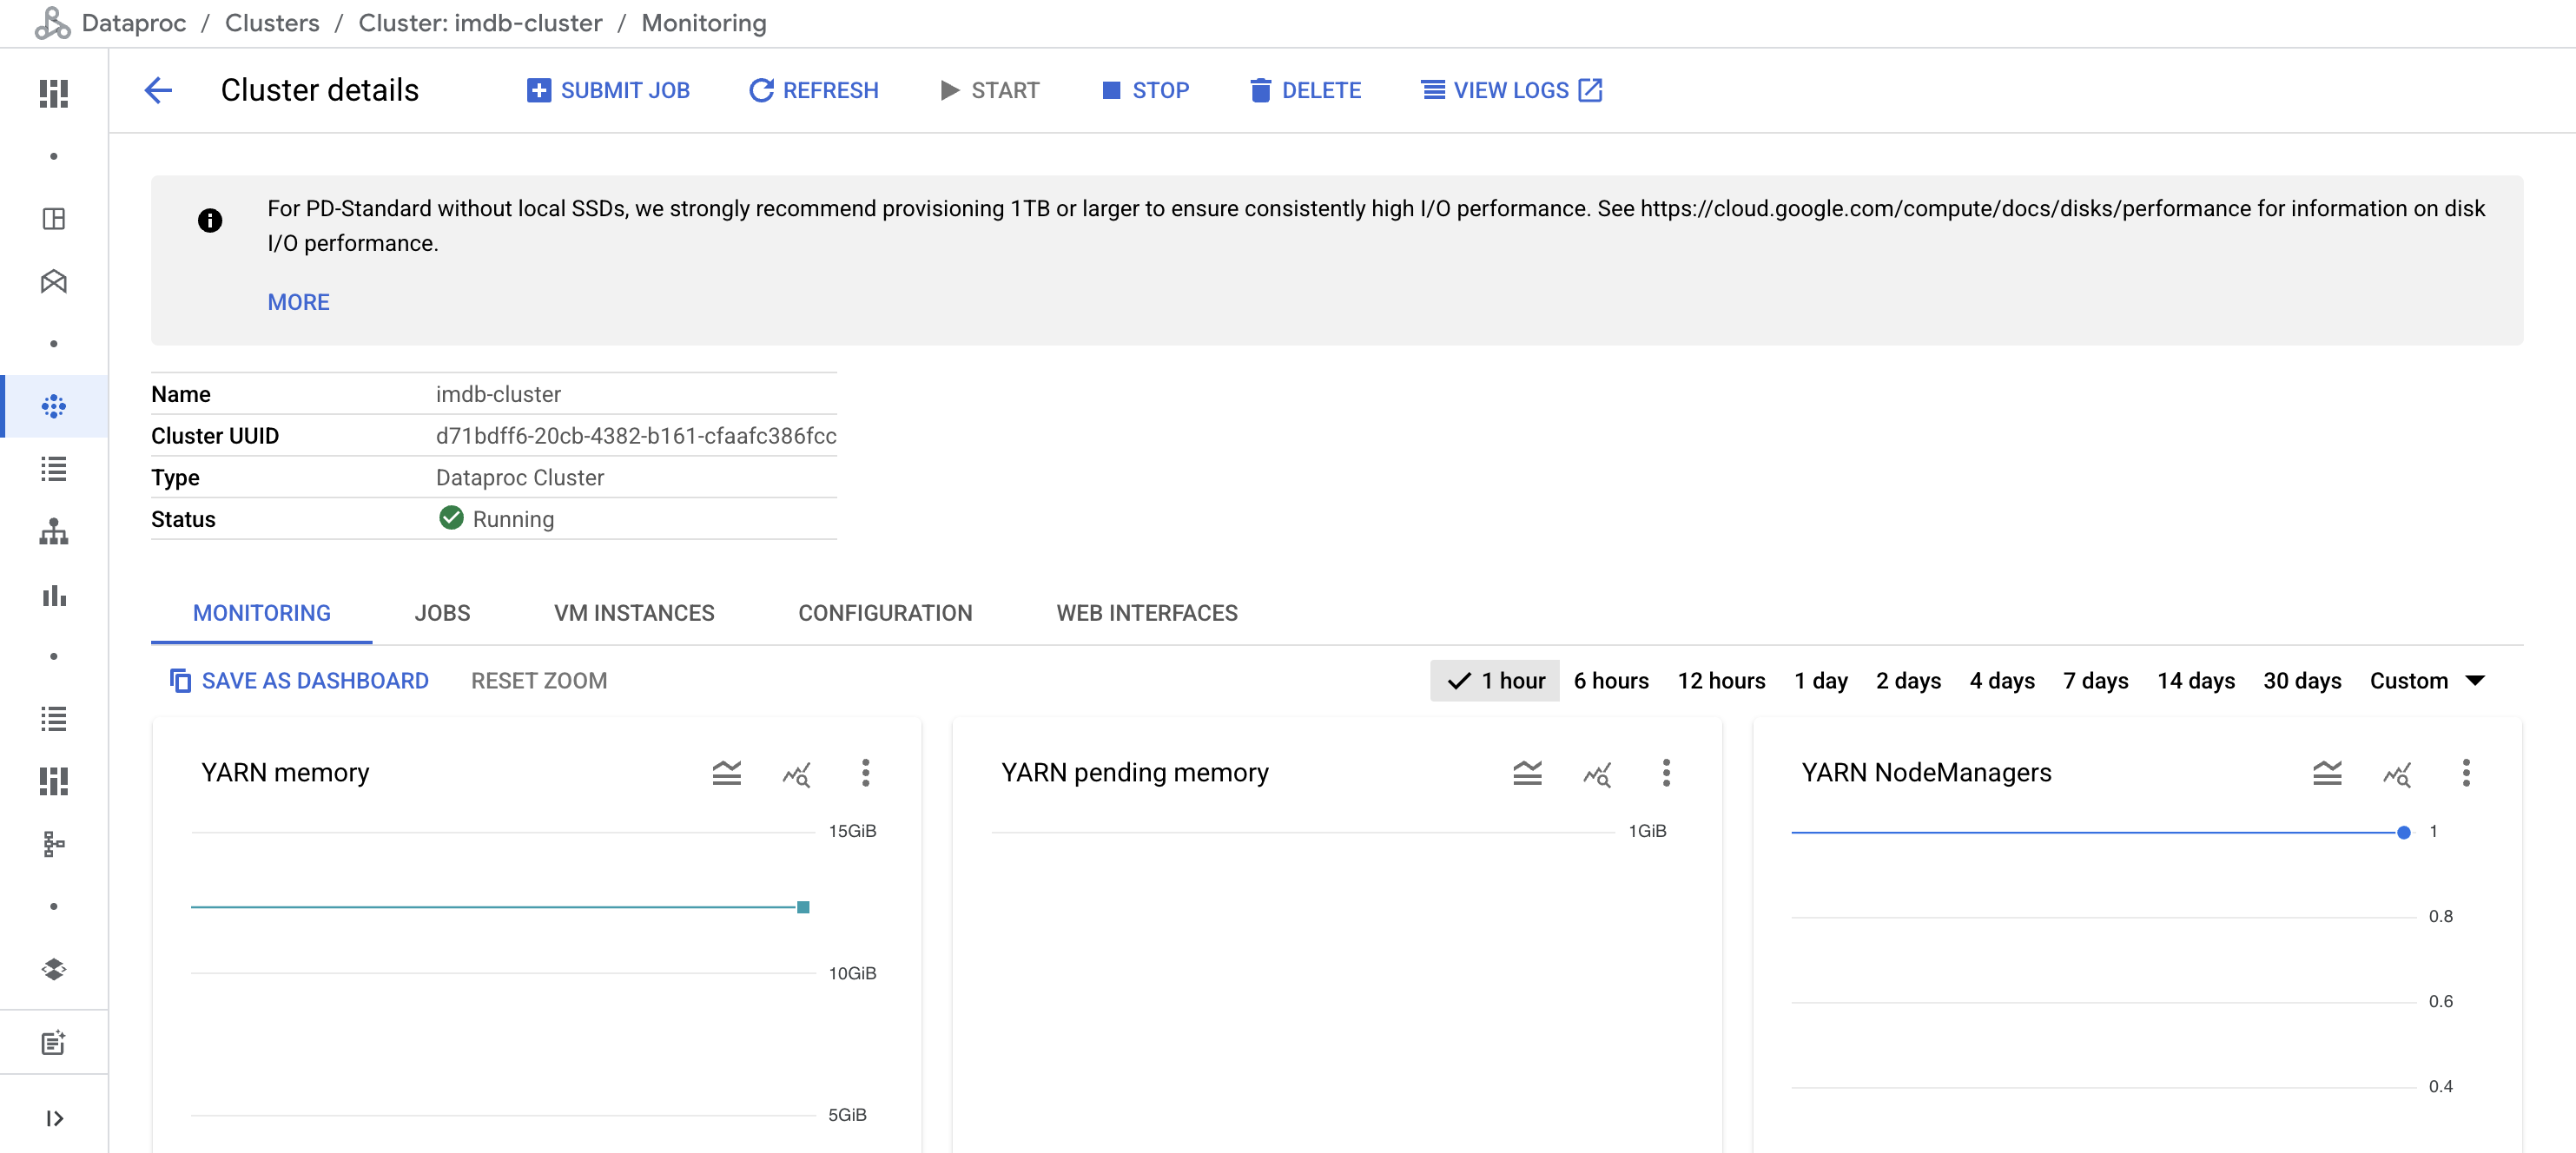 Dataproc / Clusters / Cluster: imdb-cluster / Monitoring
Cluster details SUBMIT JOB REFRESH START STOP DELETE VIEW LOGS
For PD-Standard without local SSDs, we strongly recommend provisioning 1TB or larger to ensure consistently high I/O performance. See https://cloud.google.com/compute/docs/disks/performance for information on disk
I/O performance.
MORE
Name imdb-cluster
Cluster UUID d71bdff6-20cb-4382-b161-cfaafc386fcc
Type Dataproc Cluster
Status Running
MONITORING JOBS VM INSTANCES CONFIGURATION WEB INTERFACES
SAVE AS DASHBOARD RESET ZOOM 1 hour 6 hours 12 hours 1 day 2 days 4 days 7 days 14 days 30 days Custom
YARN memory
15GiB
10GiB
5GiB
YARN pending memory
1GiB
YARN NodeManagers
1
0.8
0.6
0.4